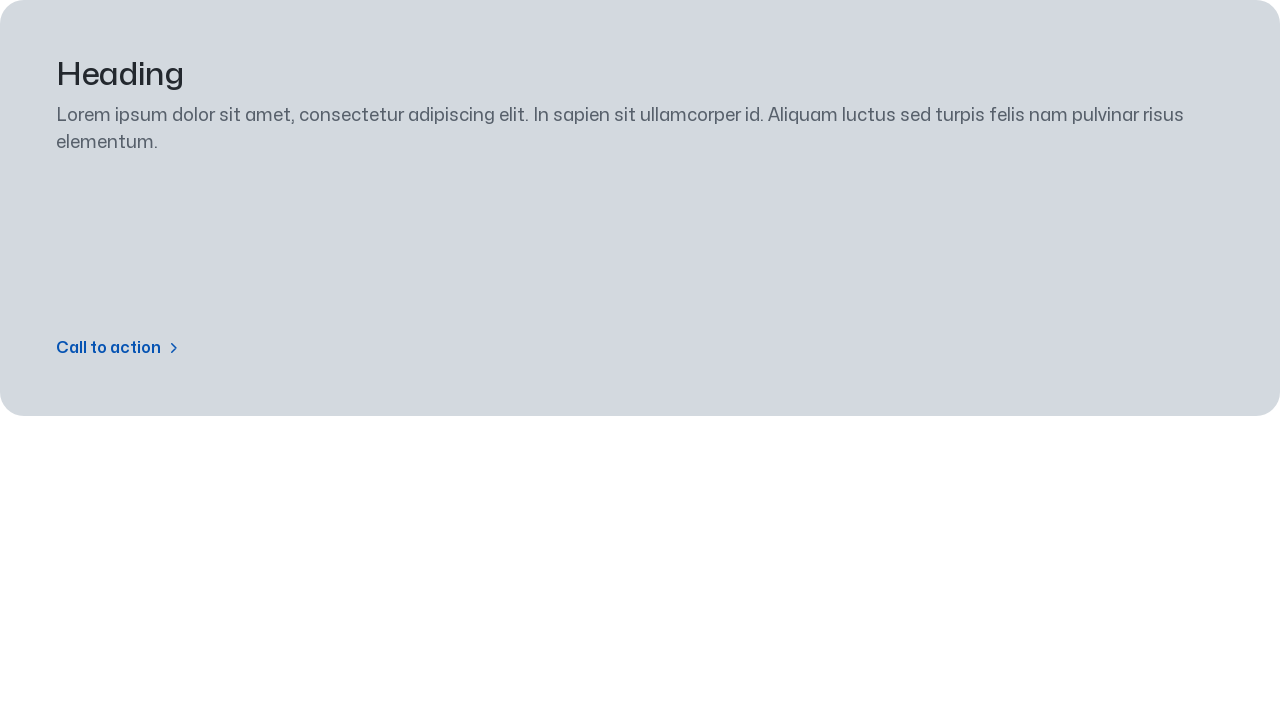 Heading
Lorem ipsum dolor sit amet, consectetur adipiscing elit. In sapien sit ullamcorper id. Aliquam luctus sed turpis felis nam pulvinar risus
elementum.
Call to action